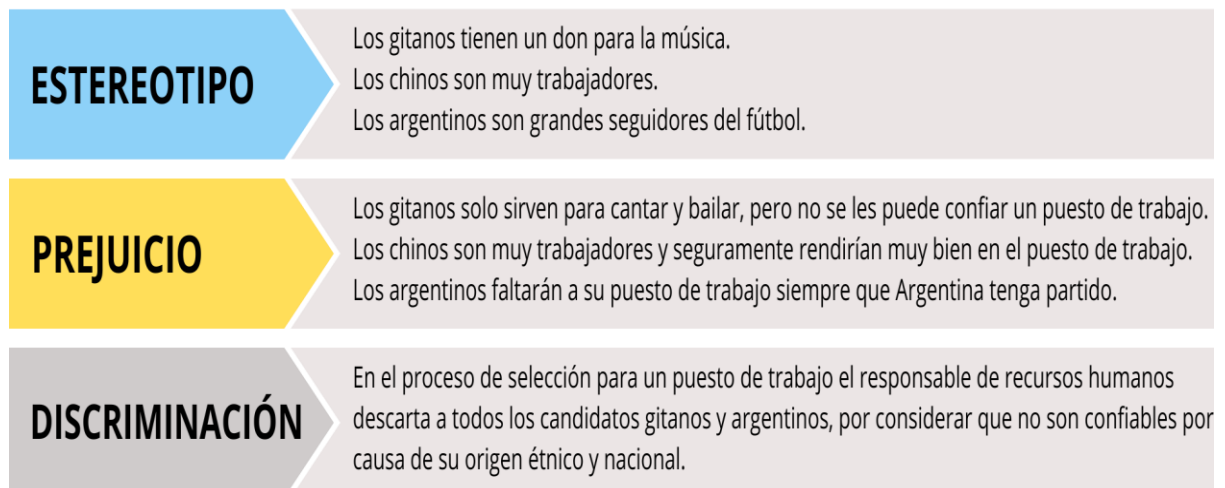 ESTEREOTIPO
Los gitanos tienen un don para la música.
Los chinos son muy trabajadores.
Los argentinos son grandes seguidores del fútbol.
PREJUICIO
Los gitanos solo sirven para cantar y bailar, pero no se les puede confiar un puesto de trabajo.
Los chinos son muy trabajadores y seguramente rendirían muy bien en el puesto de trabajo.
Los argentinos faltarán a su puesto de trabajo siempre que Argentina tenga partido.
DISCRIMINACIÓN
En el proceso de selección para un puesto de trabajo el responsable de recursos humanos
descarta a todos los candidatos gitanos y argentinos, por considerar que no son confiables por
causa de su origen étnico y nacional.